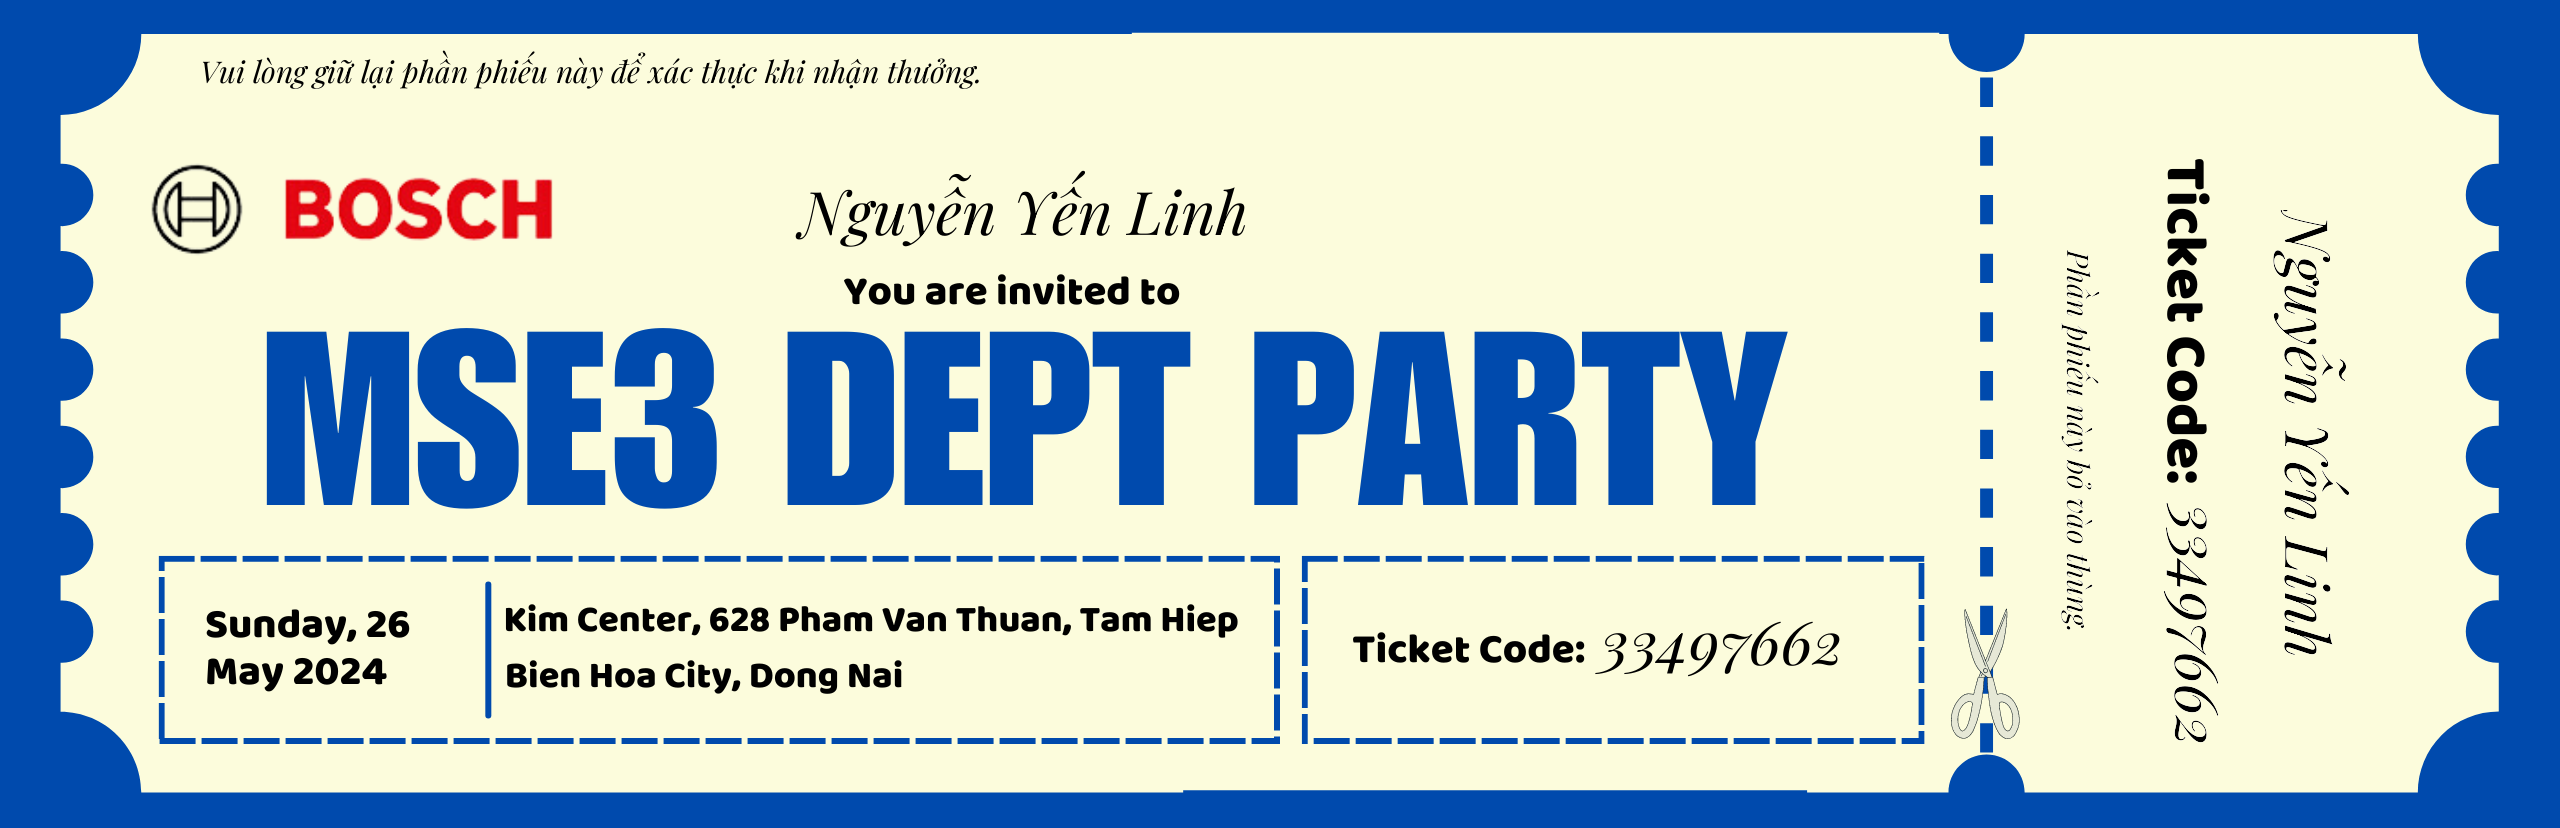 Vui lòng giữ lại phần phiếu này để xác thực khi nhận thưởng.
BOSCH
Nguyễn Yến Linh
You are invited to
MSE3 DEPT PARTY
Sunday, 26
May 2024
Kim Center, 628 Pham Van Thuan, Tam Hiep
Bien Hoa City, Dong Nai
Ticket Code: 33497662
Nguyễn Yến Linh
Ticket Code: 33497662
Phần phiếu này bỏ vào thùng.